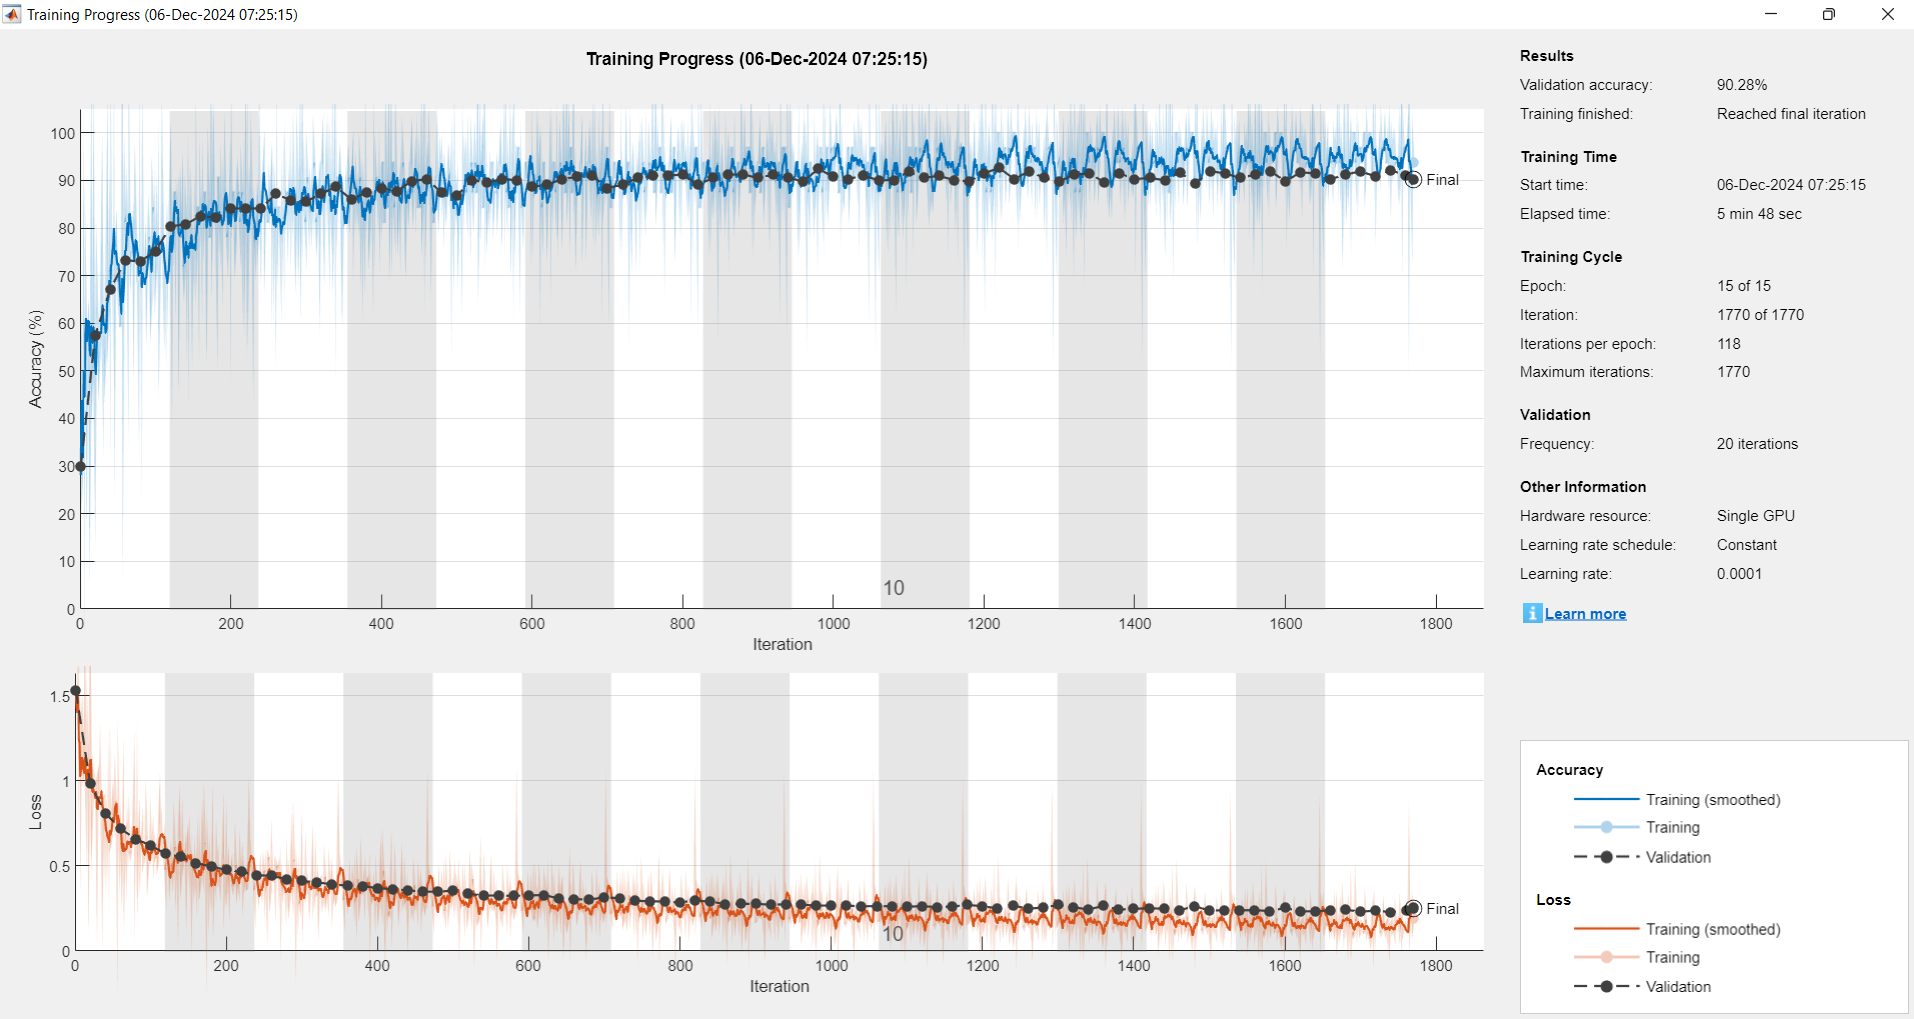 Training Progress (06-Dec-2024 07:25:15)
Training Progress (06-Dec-2024 07:25:15)
Accuracy (%)
100
90
80
70
60
50
40
30
20
10
0
Final
10
0 200 400 600 800 1000 1200 1400 1600 1800
Iteration
Loss
1.5
1
0.5
0
Final
10
0 200 400 600 800 1000 1200 1400 1600 1800
Iteration
Results
Validation accuracy: 90.28%
Training finished: Reached final iteration
Training Time
Start time: 06-Dec-2024 07:25:15
Elapsed time: 5 min 48 sec
Training Cycle
Epoch: 15 of 15
Iteration: 1770 of 1770
Iterations per epoch: 118
Maximum iterations: 1770
Validation
Frequency: 20 iterations
Other Information
Hardware resource: Single GPU
Learning rate schedule: Constant
Learning rate: 0.0001
i Learn more
Accuracy
Training (smoothed)
Training
Validation
Loss
Training (smoothed)
Training
Validation